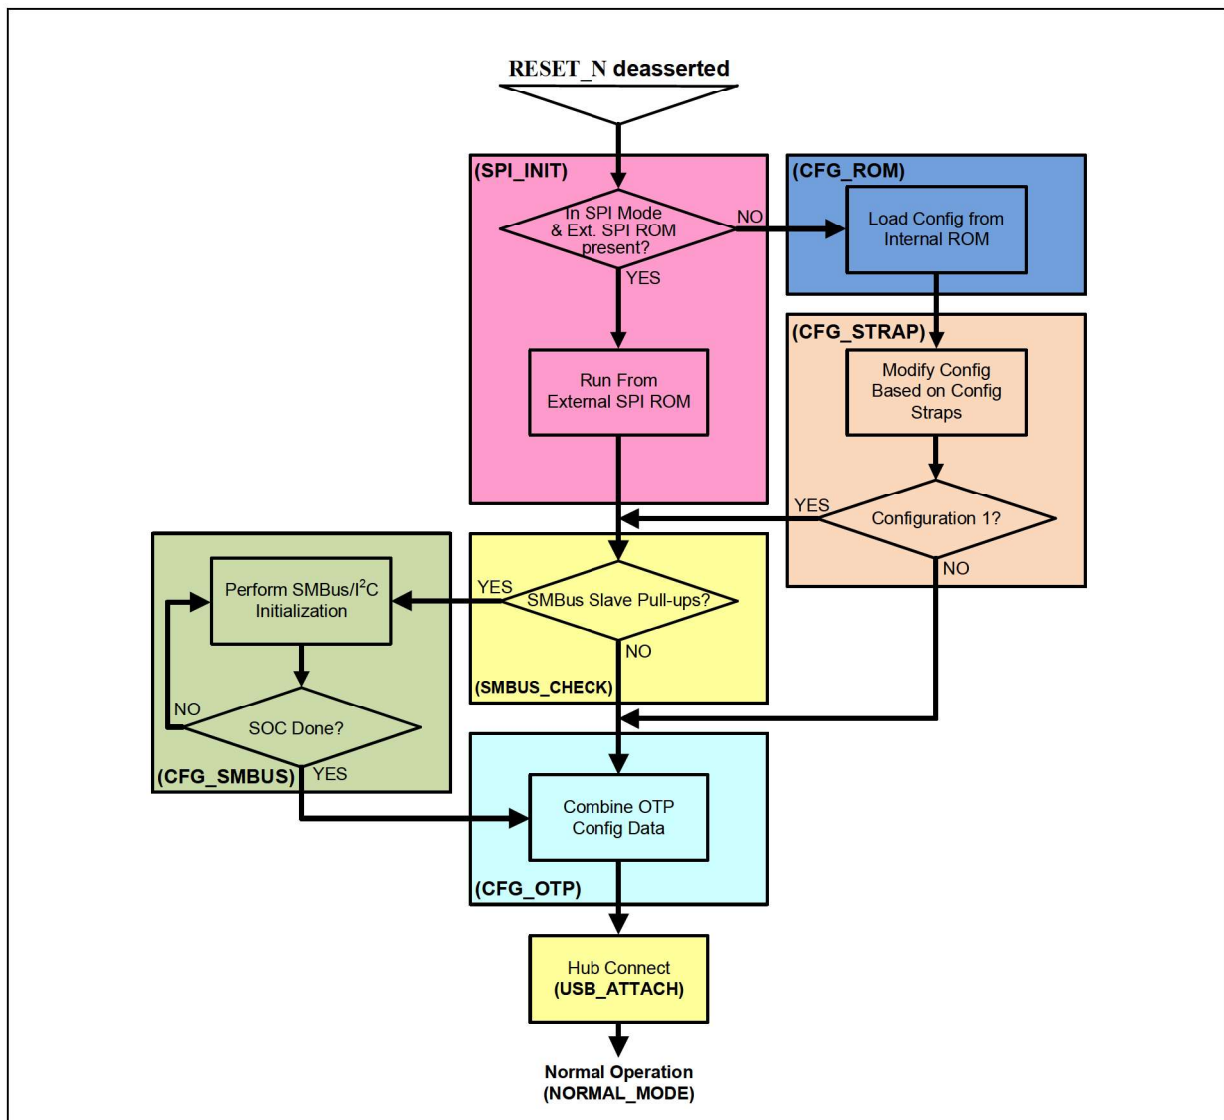 RESET_N deasserted
(SPI_INIT)
In SPI Mode
& Ext. SPI ROM
present?
NO
YES
(CFG_ROM)
Load Config from
Internal ROM
Run From
External SPI ROM
(CFG_STRAP)
Modify Config
Based on Config
Straps
YES
Configuration 1?
NO
Perform SMBus/I²C
Initialization
YES
SMBus Slave Pull-ups?
NO
(SMBUS_CHECK)
NO
SOC Done?
(CFG_SMBUS)
YES
Combine OTP
Config Data
(CFG_OTP)
Hub Connect
(USB_ATTACH)
Normal Operation
(NORMAL_MODE)